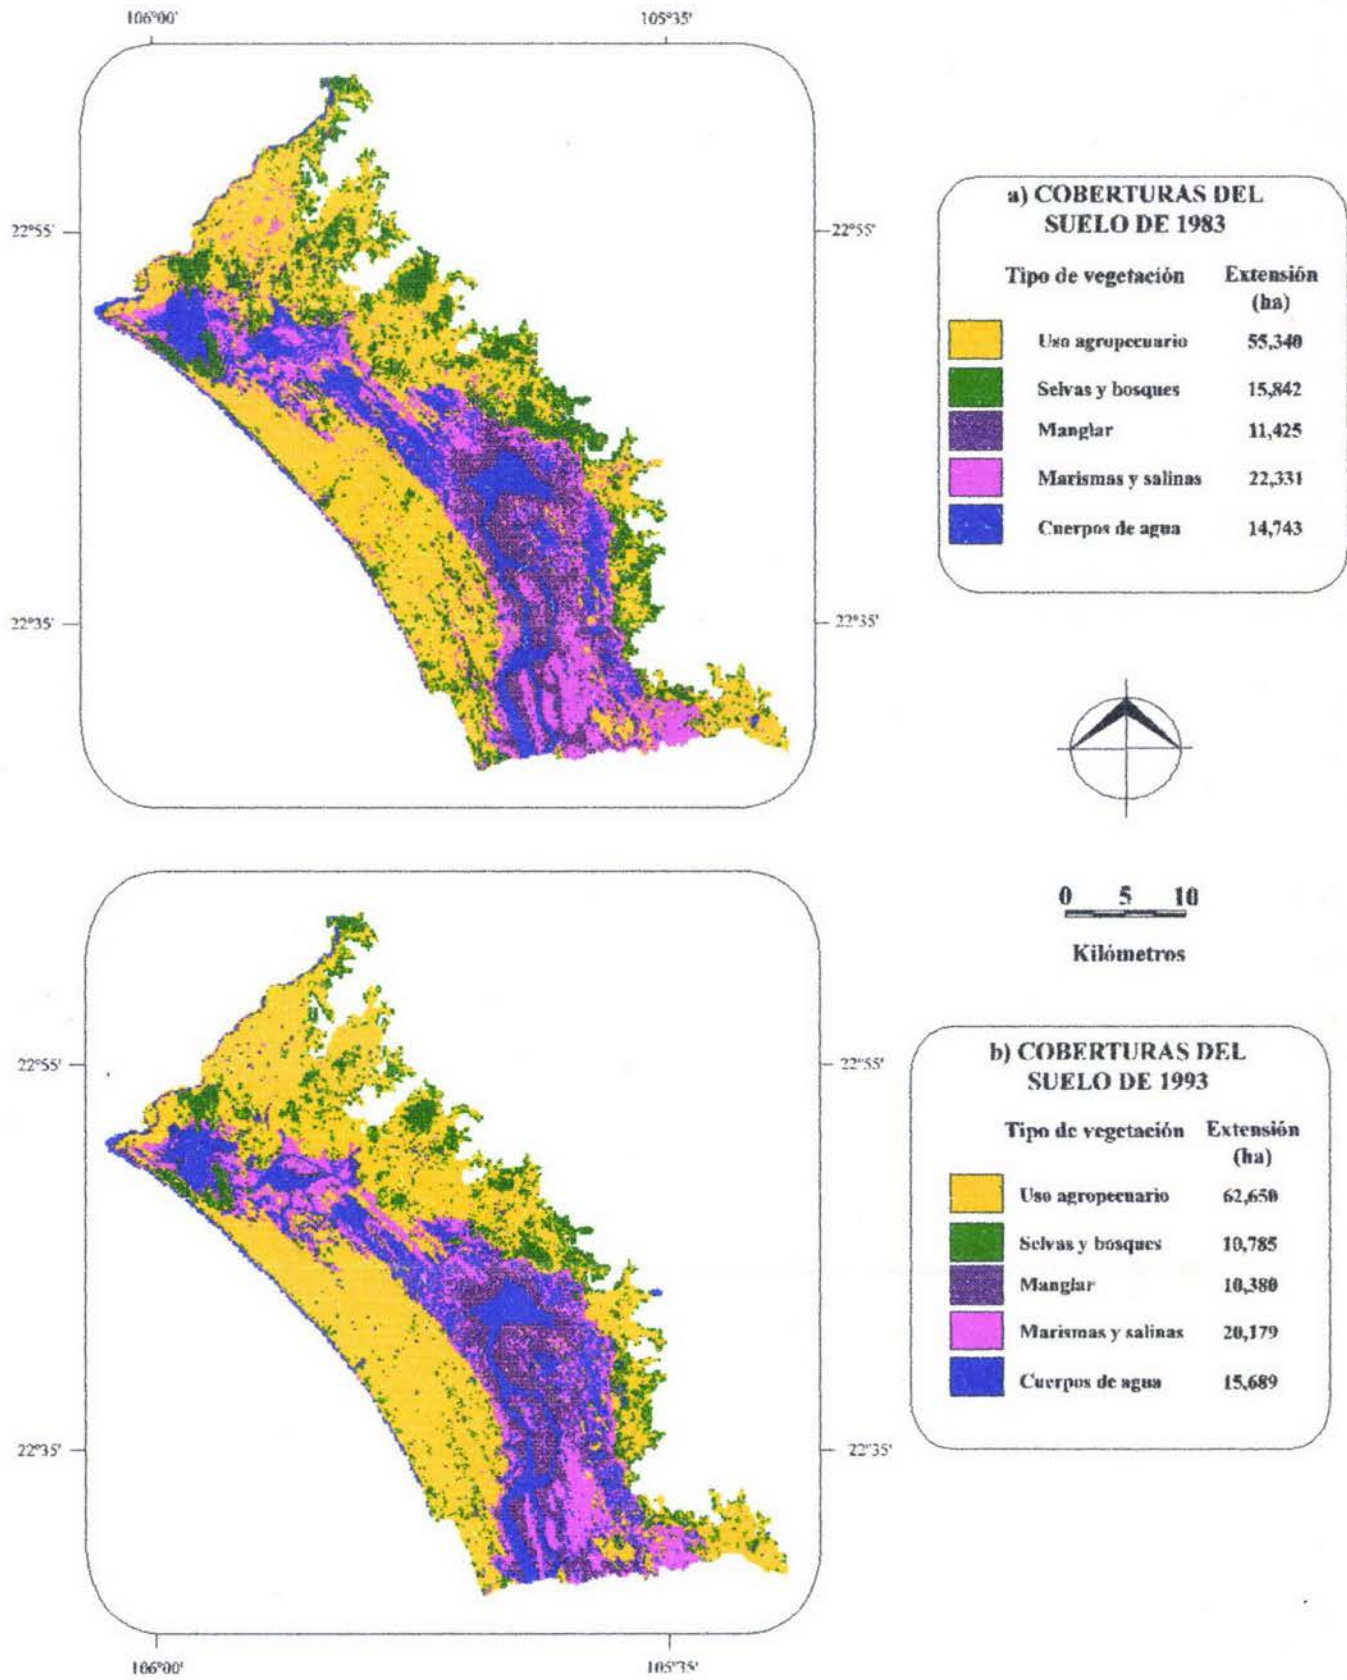 106°00' 105°35'
22°55' 22°55'
22°35' 22°35'
a) COBERTURAS DEL
SUELO DE 1983
Tipo de vegetación Extensión
(ha)
Uso agropecuario 55,340
Selvas y bosques 15,842
Manglar 11,425
Marismas y salinas 22,331
Cuerpos de agua 14,743
0 5 10
Kilómetros
22°55' 22°55'
22°35' 22°35'
106°00' 105°35'
b) COBERTURAS DEL
SUELO DE 1993
Tipo de vegetación Extensión
(ha)
Uso agropecuario 62,650
Selvas y bosques 10,785
Manglar 10,380
Marismas y salinas 20,179
Cuerpos de agua 15,689